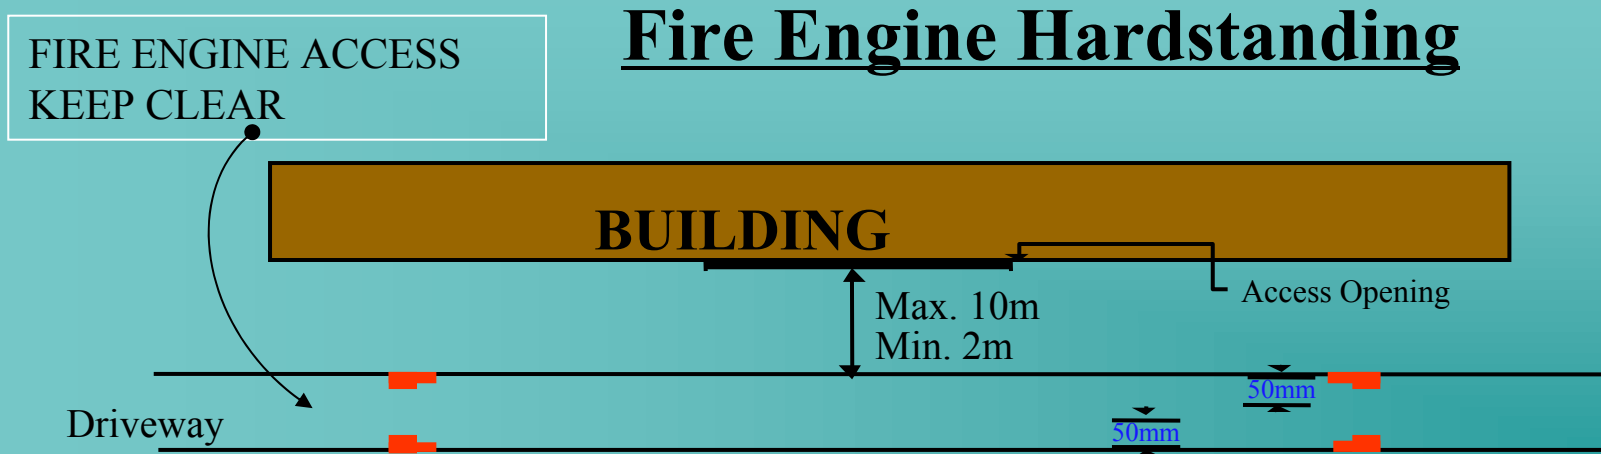 Fire Engine Hardstanding
FIRE ENGINE ACCESS
KEEP CLEAR
BUILDING
Access Opening
Max. 10m
Min. 2m
50mm
Driveway
50mm